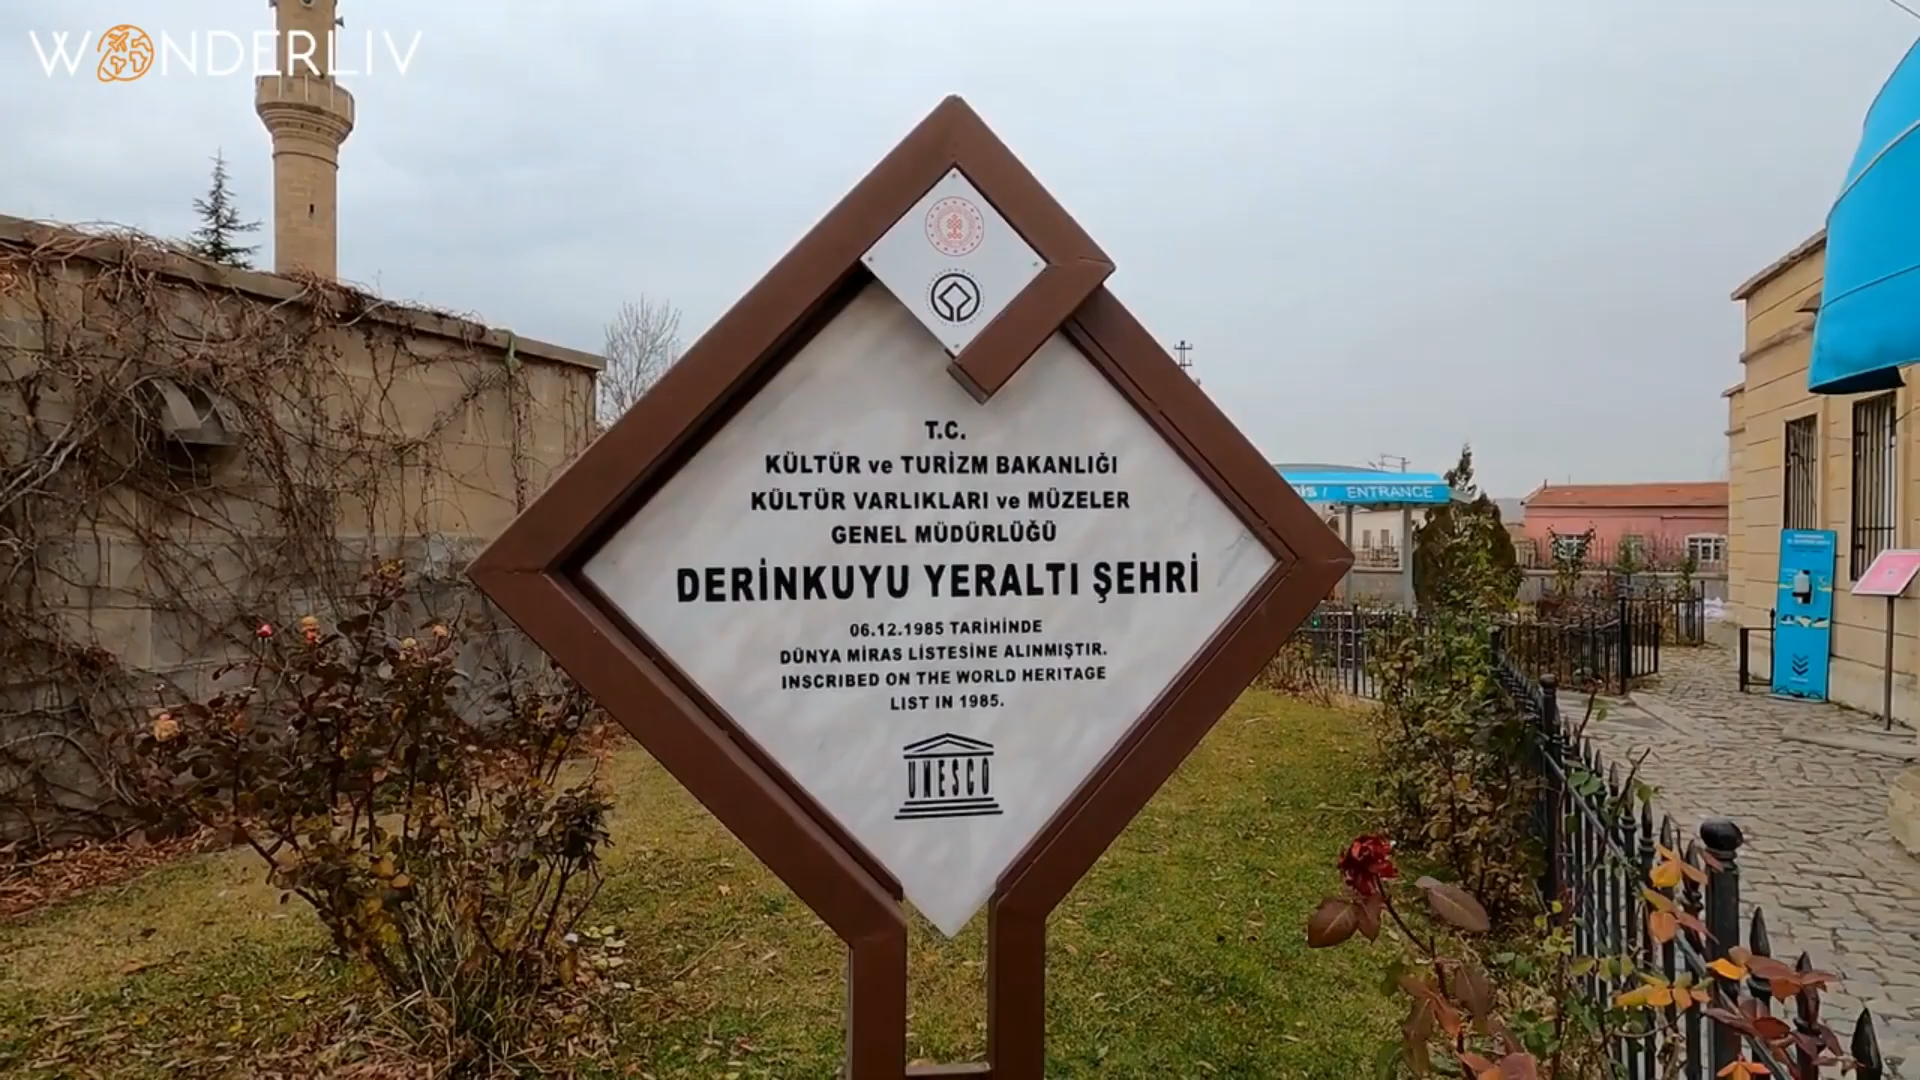 WONDERLIV
T.C.
KÜLTÜR ve TURİZM BAKANLIĞI
KÜLTÜR VARLIKLARI ve MÜZELER
GENEL MÜDÜRLÜĞÜ
DERİNKUYU YERALTI ŞEHRİ
06.12.1985 TARİHİNDE
DÜNYA MİRAS LİSTESİNE ALINMIŞTIR.
INSCRIBED ON THE WORLD HERITAGE
LIST IN 1985.
UNESCO
/ ENTRANCE